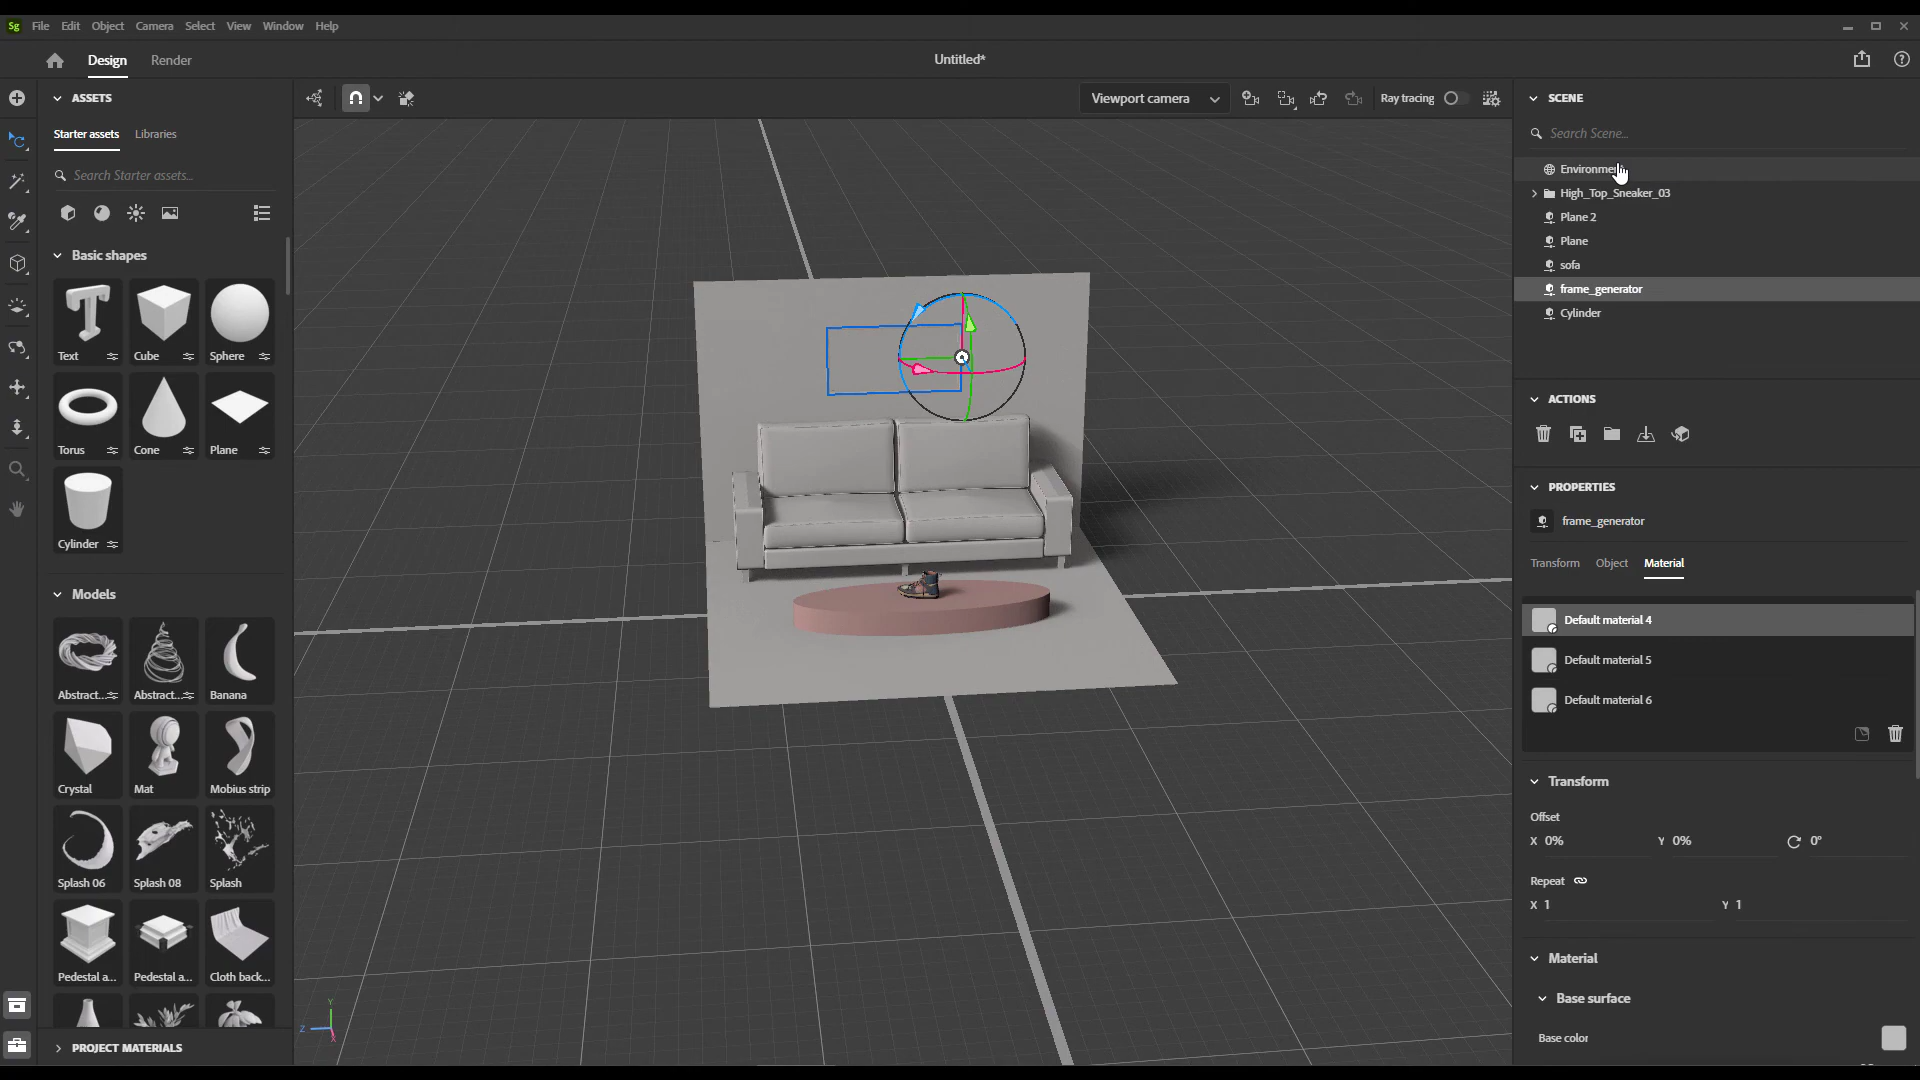 Sg File Edit Object Camera Select View Window Help
Design Render
Untitled*
ASSETS
Starter assets Libraries
Search Starter assets...
Basic shapes
Text Cube Sphere
Torus Cone Plane
Cylinder
Models
Abstract... Abstract... Banana
Crystal Mat Mobius strip
Splash 06 Splash 08 Splash
Pedestal a... Pedestal a... Cloth back...
PROJECT MATERIALS
Viewport camera
Ray tracing
Y
Z
X
SCENE
Search Scene...
Environment
High_Top_Sneaker_03
Plane 2
Plane
sofa
frame_generator
Cylinder
ACTIONS
PROPERTIES
frame_generator
Transform Object Material
Default material 4
Default material 5
Default material 6
Transform
Offset
X 0% Y 0% 0°
Repeat
X 1 Y 1
Material
Base surface
Base color